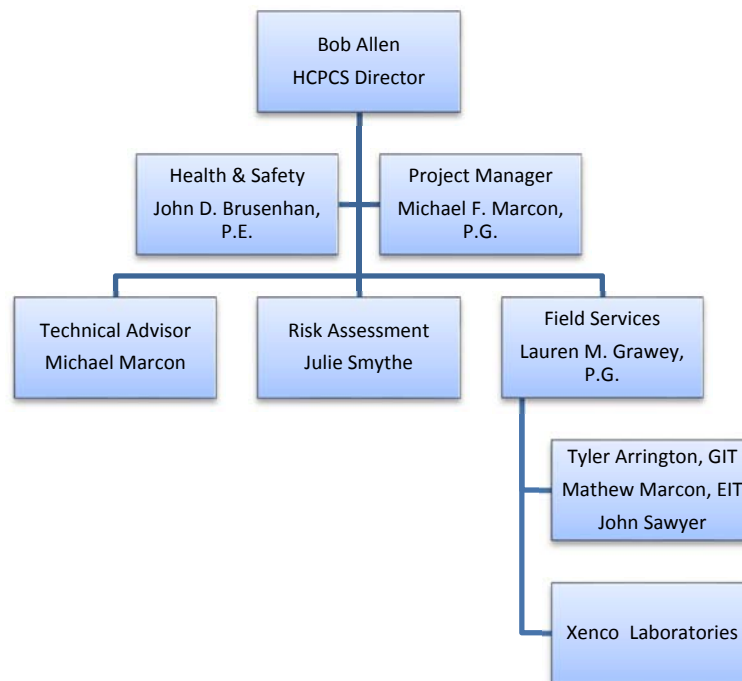 Bob Allen
HCPCS Director
Health & Safety
John D. Brusenhan,
P.E.
Project Manager
Michael F. Marcon,
P.G.
Technical Advisor
Michael Marcon
Risk Assessment
Julie Smythe
Field Services
Lauren M. Grawey,
P.G.
Tyler Arrington, GIT
Mathew Marcon, EIT
John Sawyer
Xenco Laboratories